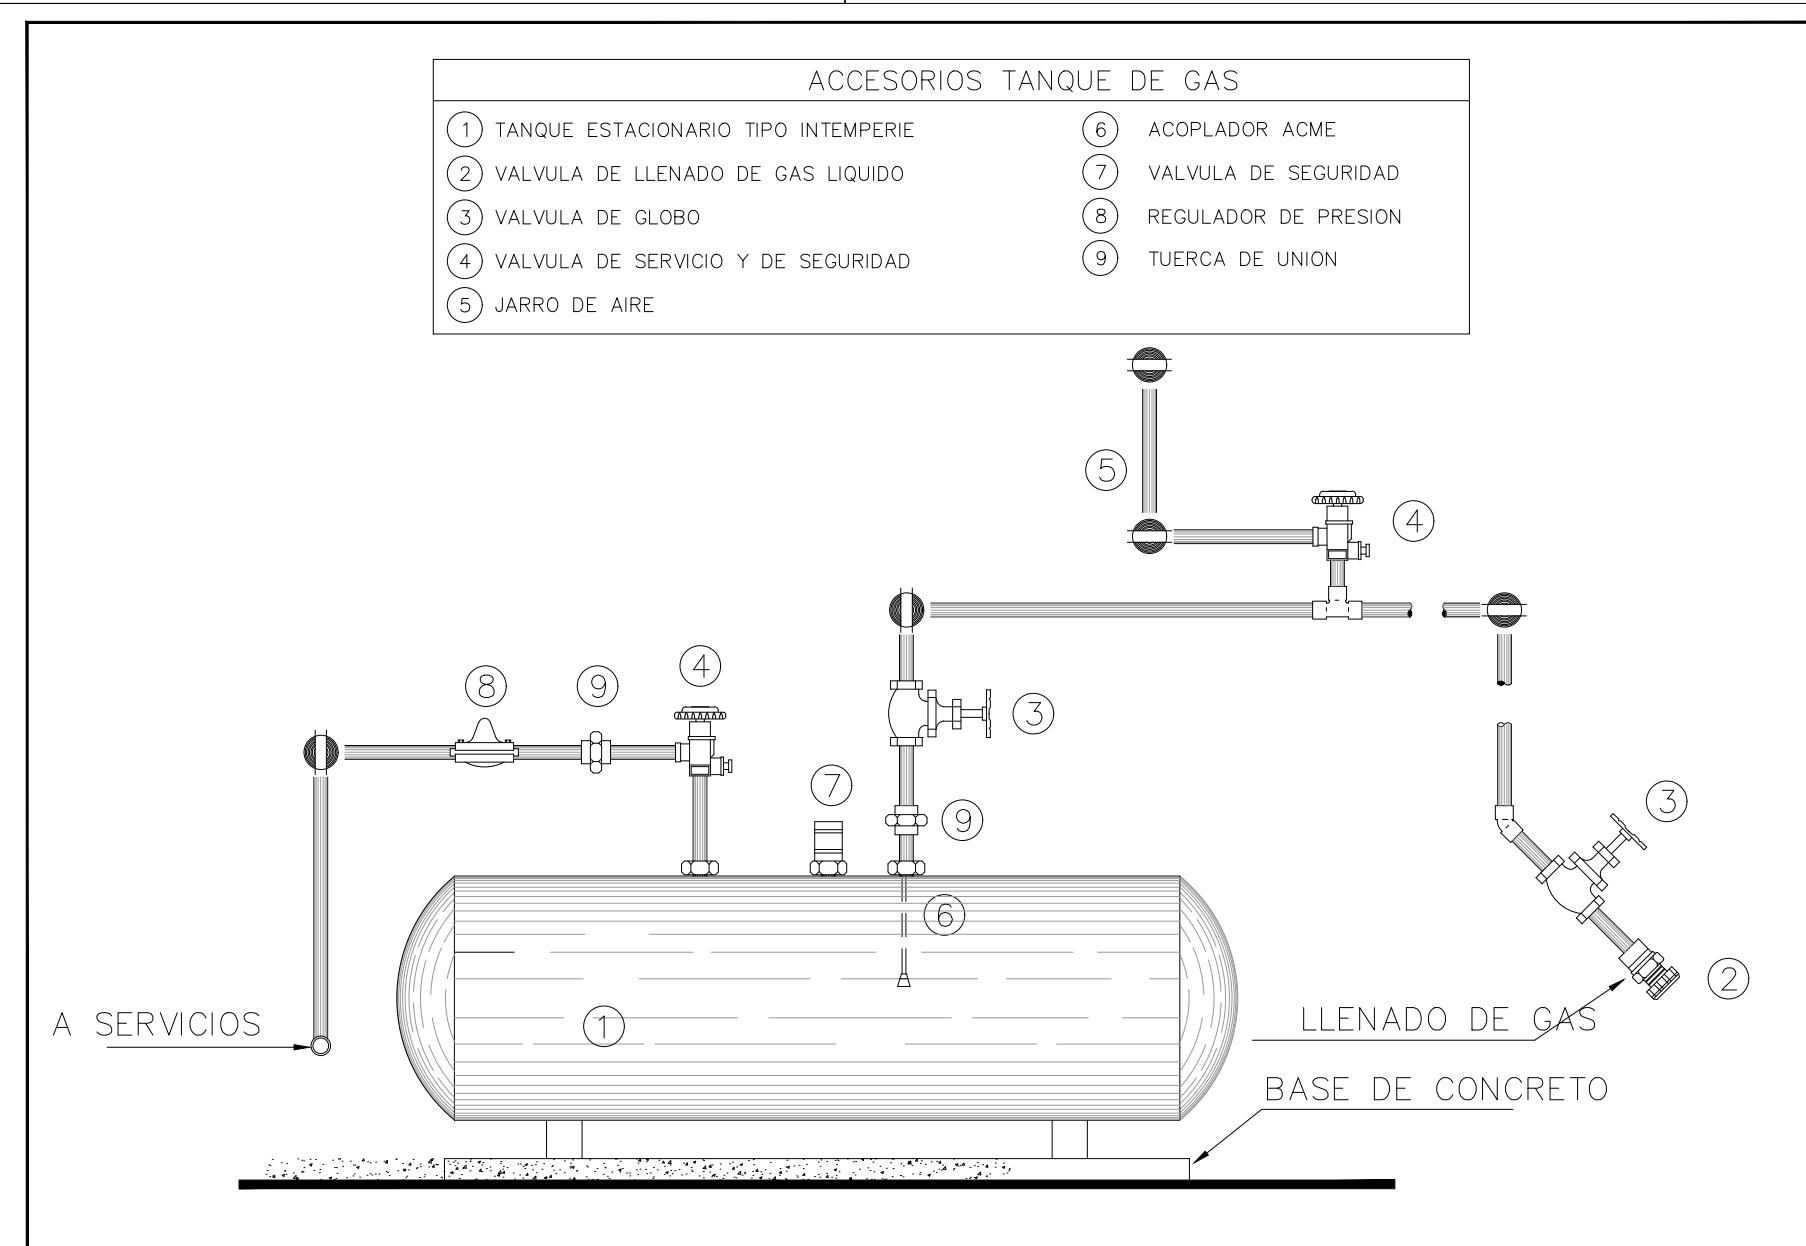 ACCESORIOS TANQUE DE GAS
1 TANQUE ESTACIONARIO TIPO INTEMPERIE
2 VALVULA DE LLENADO DE GAS LIQUIDO
3 VALVULA DE GLOBO
4 VALVULA DE SERVICIO Y DE SEGURIDAD
5 JARRO DE AIRE
6 ACOPLADOR ACME
7 VALVULA DE SEGURIDAD
8 REGULADOR DE PRESION
9 TUERCA DE UNION
5
4
8
9
4
3
7
9
3
6
2
1
A SERVICIOS
LLENADO DE GAS
BASE DE CONCRETO